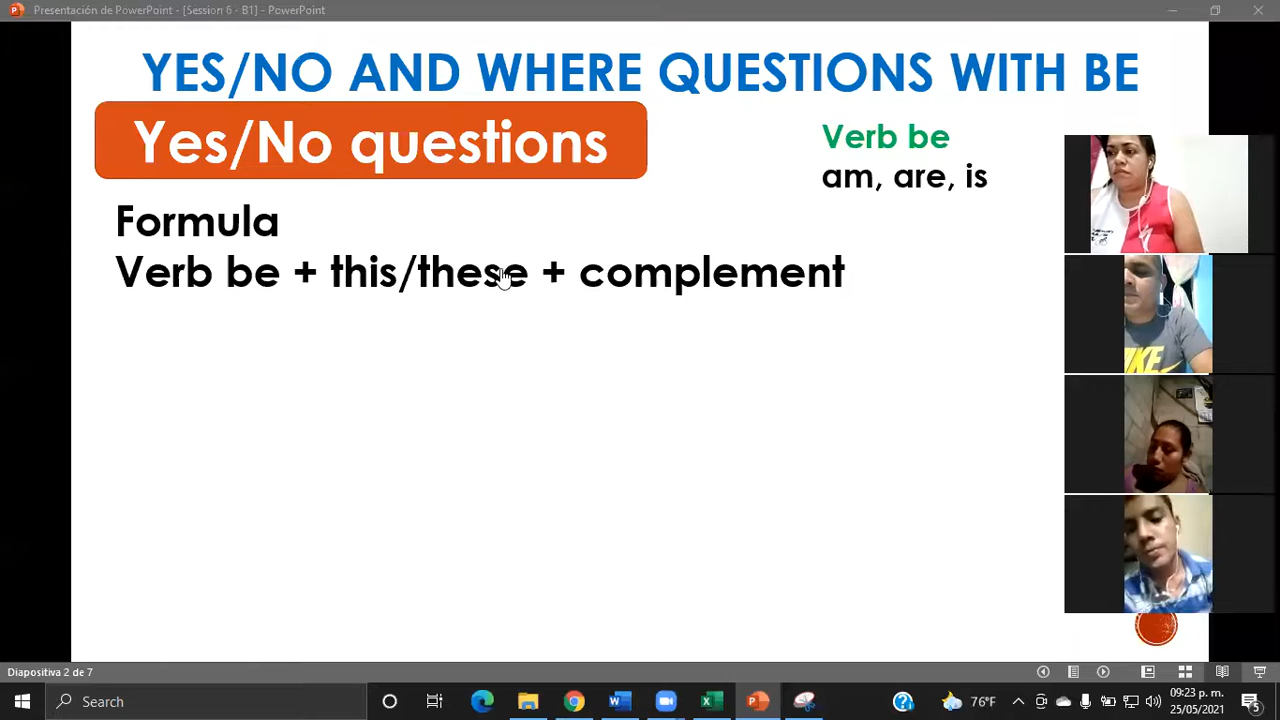 Presentación de PowerPoint - [Session 6 - B1] - PowerPoint
YES/NO AND WHERE QUESTIONS WITH BE
Yes/No questions
Verb be
am, are, is
Formula
Verb be + this/these + complement
Diapositiva 2 de 7
Search
76°F
09:23 p. m.
25/05/2021
5